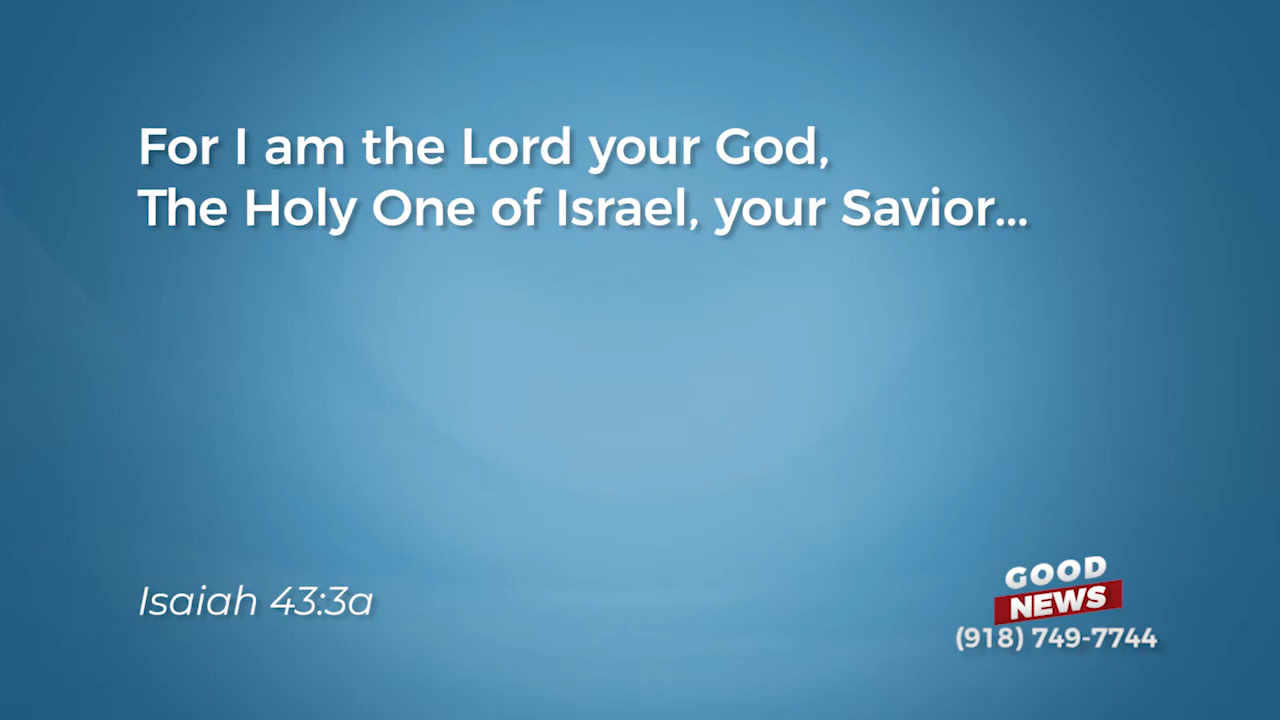 For I am the Lord your God,
The Holy One of Israel, your Savior...
Isaiah 43:3a
GOOD
NEWS
(918) 749-7744